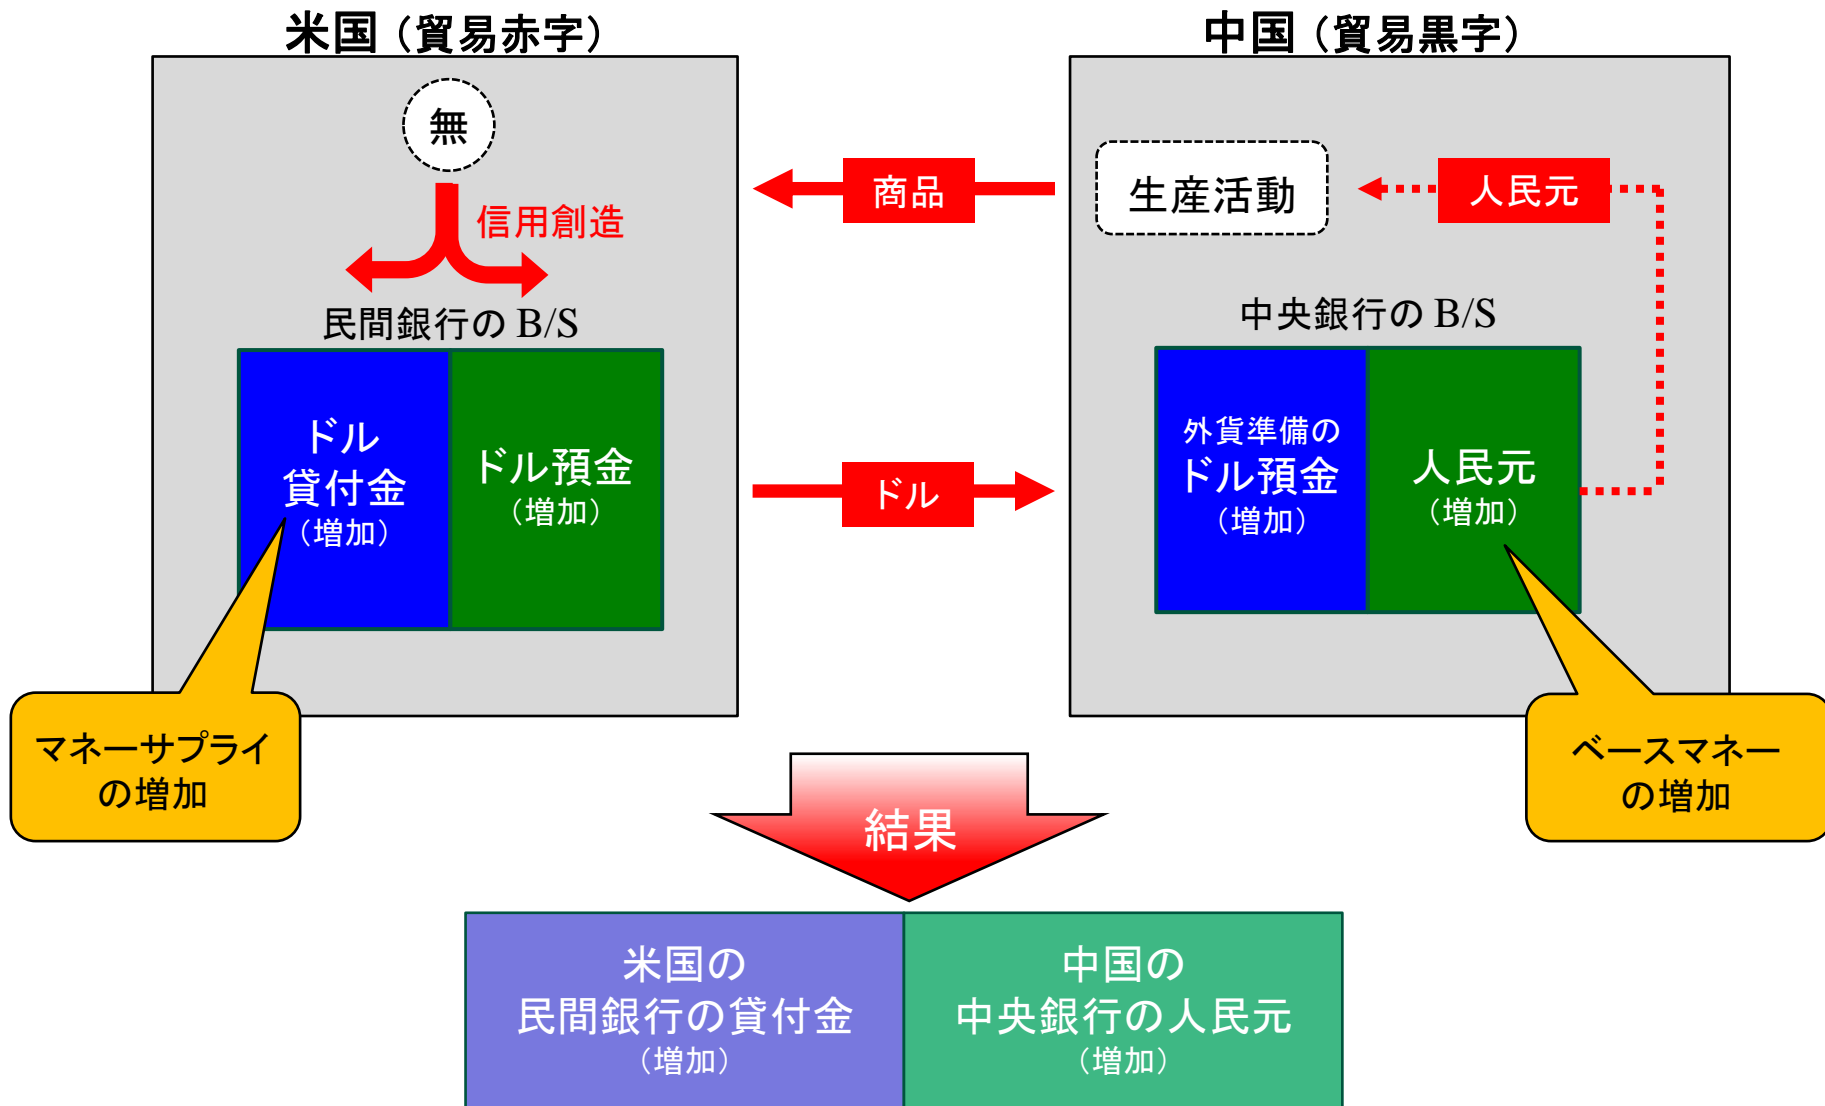 米国（貿易赤字）
無
信用創造
民間銀行の B/S
ドル
貸付金
（増加）
ドル預金
（増加）
マネーサプライ
の増加
商品
ドル
中国（貿易黒字）
生産活動
人民元
中央銀行の B/S
外貨準備の
ドル預金
（増加）
人民元
（増加）
ベースマネー
の増加
結果
米国の
民間銀行の貸付金
（増加）
中国の
中央銀行の人民元
（増加）